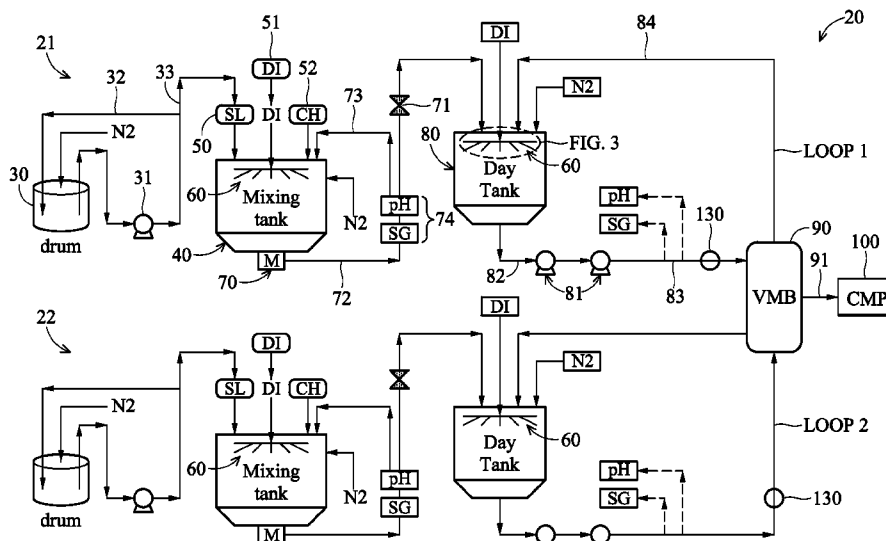 20
21
22
32
33
N2
30
31
drum
51
DI
52
DI
SL
CH
50
60
Mixing
tank
N2
40
M
70
72
73
pH
SG
74
71
DI
84
N2
80
FIG. 3
60
Day
Tank
82
81
83
pH
SG
130
LOOP 1
90
VMB
91
100
CMP
N2
drum
DI
DI
SL
CH
60
Mixing
tank
N2
M
pH
SG
DI
N2
60
Day
Tank
pH
SG
130
LOOP 2